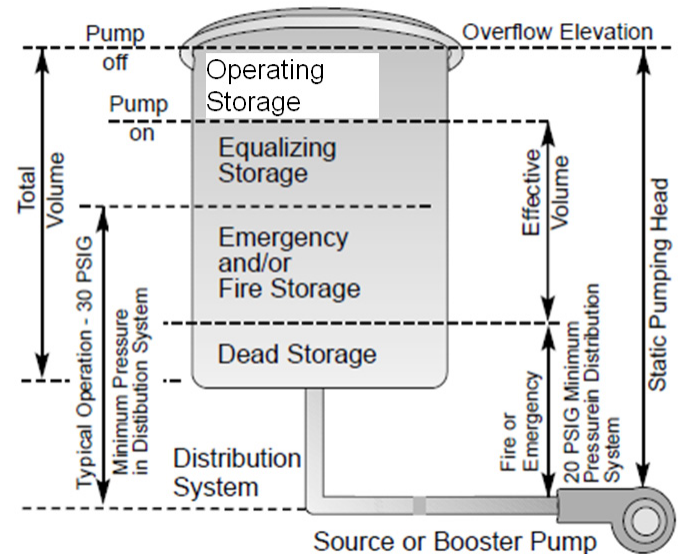 Pump
off
Overflow Elevation
Operating
Storage
Pump
on
Equalizing
Storage
Total
Volume
Effective
Volume
Emergency
and/or
Fire Storage
Typical Operation - 30 PSIG
Minimum Pressure
in Distibution System
Static Pumping Head
Dead Storage
Fire or
Emergency
20 PSIG Minimum
Pressurein Distribution
System
Distribution
System
Source or Booster Pump